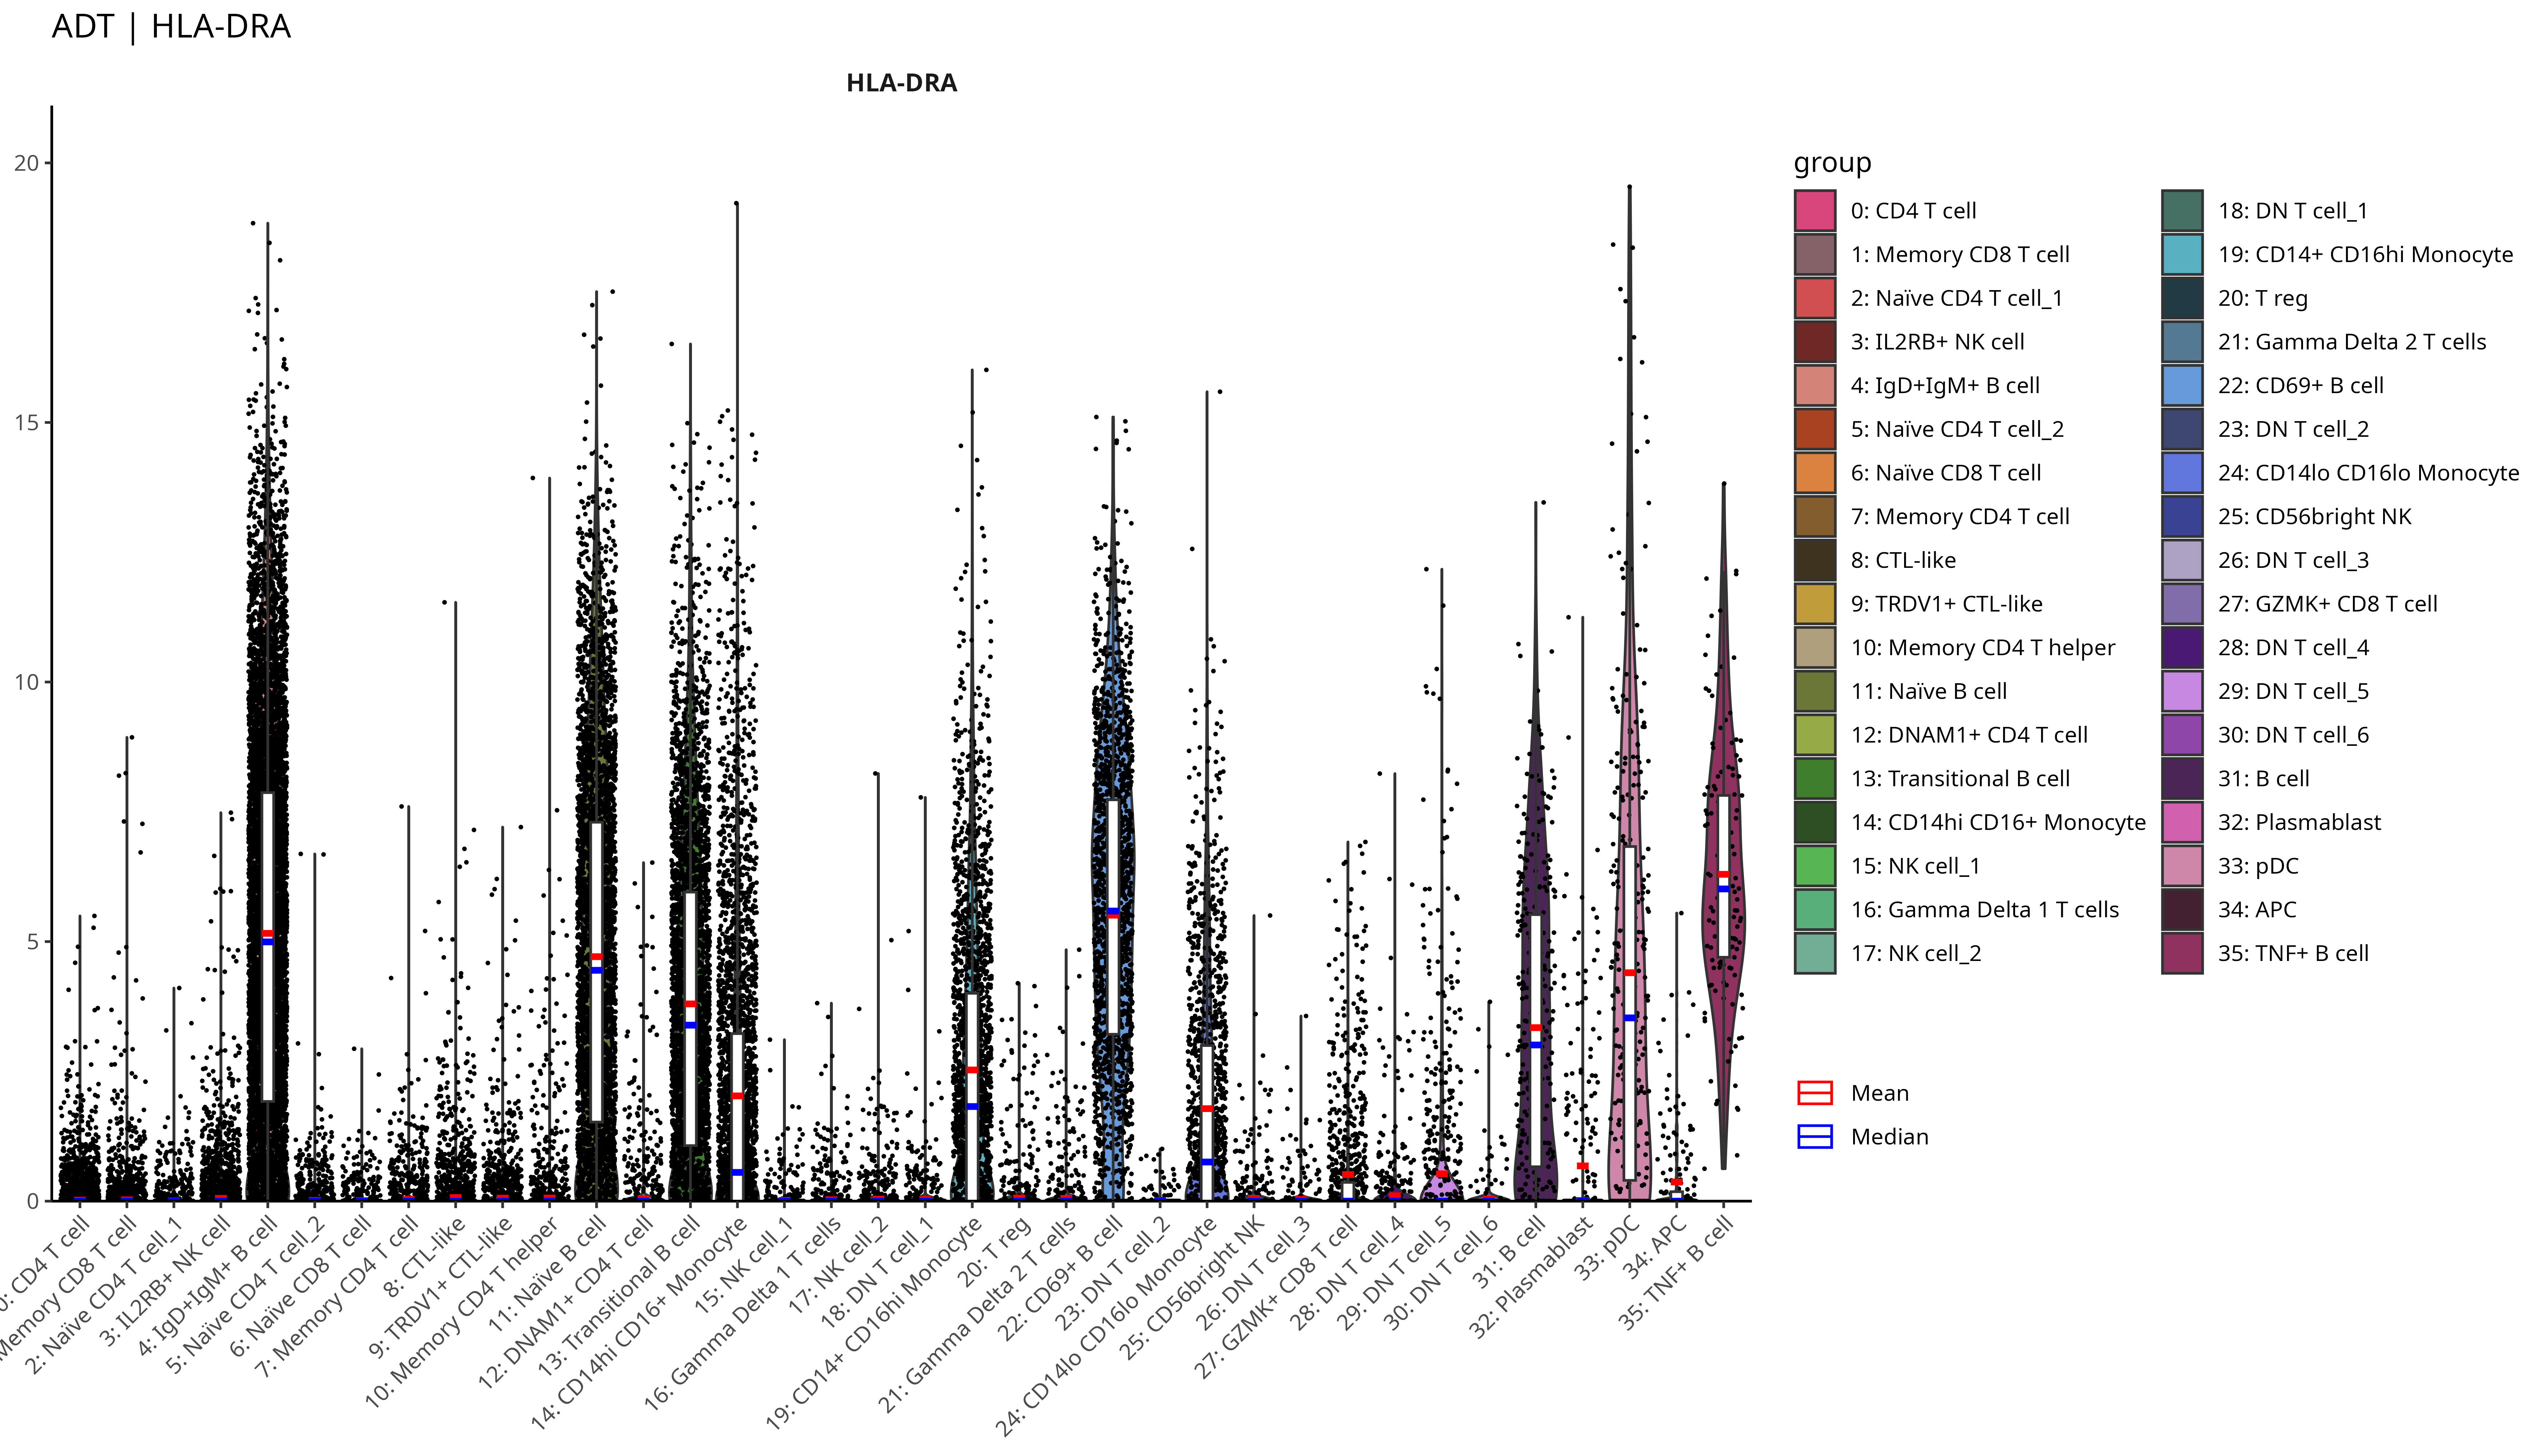 ADT | HLA-DRA
HLA-DRA
20
15
10
5
0
0: CD4 T cell
Memory CD8 T cell
2: Naïve CD4 T cell_1
3: IL2RB+ NK cell
4: IgD+IgM+ B cell
5: Naïve CD4 T cell_2
6: Naïve CD8 T cell
7: Memory CD4 T cell
8: CTL-like
9: TRDV1+ CTL-like
10: Memory CD4 T helper
11: Naïve B cell
12: DNAM1+ CD4 T cell
13: Transitional B cell
14: CD14hi CD16+ Monocyte
15: NK cell_1
16: Gamma Delta 1 T cells
17: NK cell_2
18: DN T cell_1
19: CD14+ CD16hi Monocyte
20: T reg
21: Gamma Delta 2 T cells
22: CD69+ B cell
23: DN T cell_2
24: CD14lo CD16lo Monocyte
25: CD56bright NK
26: DN T cell_3
27: GZMK+ CD8 T cell
28: DN T cell_4
29: DN T cell_5
30: DN T cell_6
31: B cell
32: Plasmablast
33: pDC
34: APC
35: TNF+ B cell
group
0: CD4 T cell
1: Memory CD8 T cell
2: Naïve CD4 T cell_1
3: IL2RB+ NK cell
4: IgD+IgM+ B cell
5: Naïve CD4 T cell_2
6: Naïve CD8 T cell
7: Memory CD4 T cell
8: CTL-like
9: TRDV1+ CTL-like
10: Memory CD4 T helper
11: Naïve B cell
12: DNAM1+ CD4 T cell
13: Transitional B cell
14: CD14hi CD16+ Monocyte
15: NK cell_1
16: Gamma Delta 1 T cells
17: NK cell_2
18: DN T cell_1
19: CD14+ CD16hi Monocyte
20: T reg
21: Gamma Delta 2 T cells
22: CD69+ B cell
23: DN T cell_2
24: CD14lo CD16lo Monocyte
25: CD56bright NK
26: DN T cell_3
27: GZMK+ CD8 T cell
28: DN T cell_4
29: DN T cell_5
30: DN T cell_6
31: B cell
32: Plasmablast
33: pDC
34: APC
35: TNF+ B cell
Mean
Median